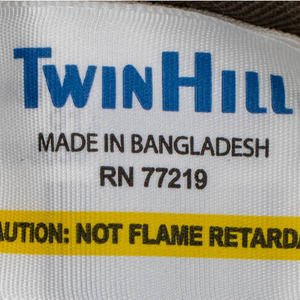 TWINHILL
MADE IN BANGLADESH
RN 77219
AUTION: NOT FLAME RETARDA